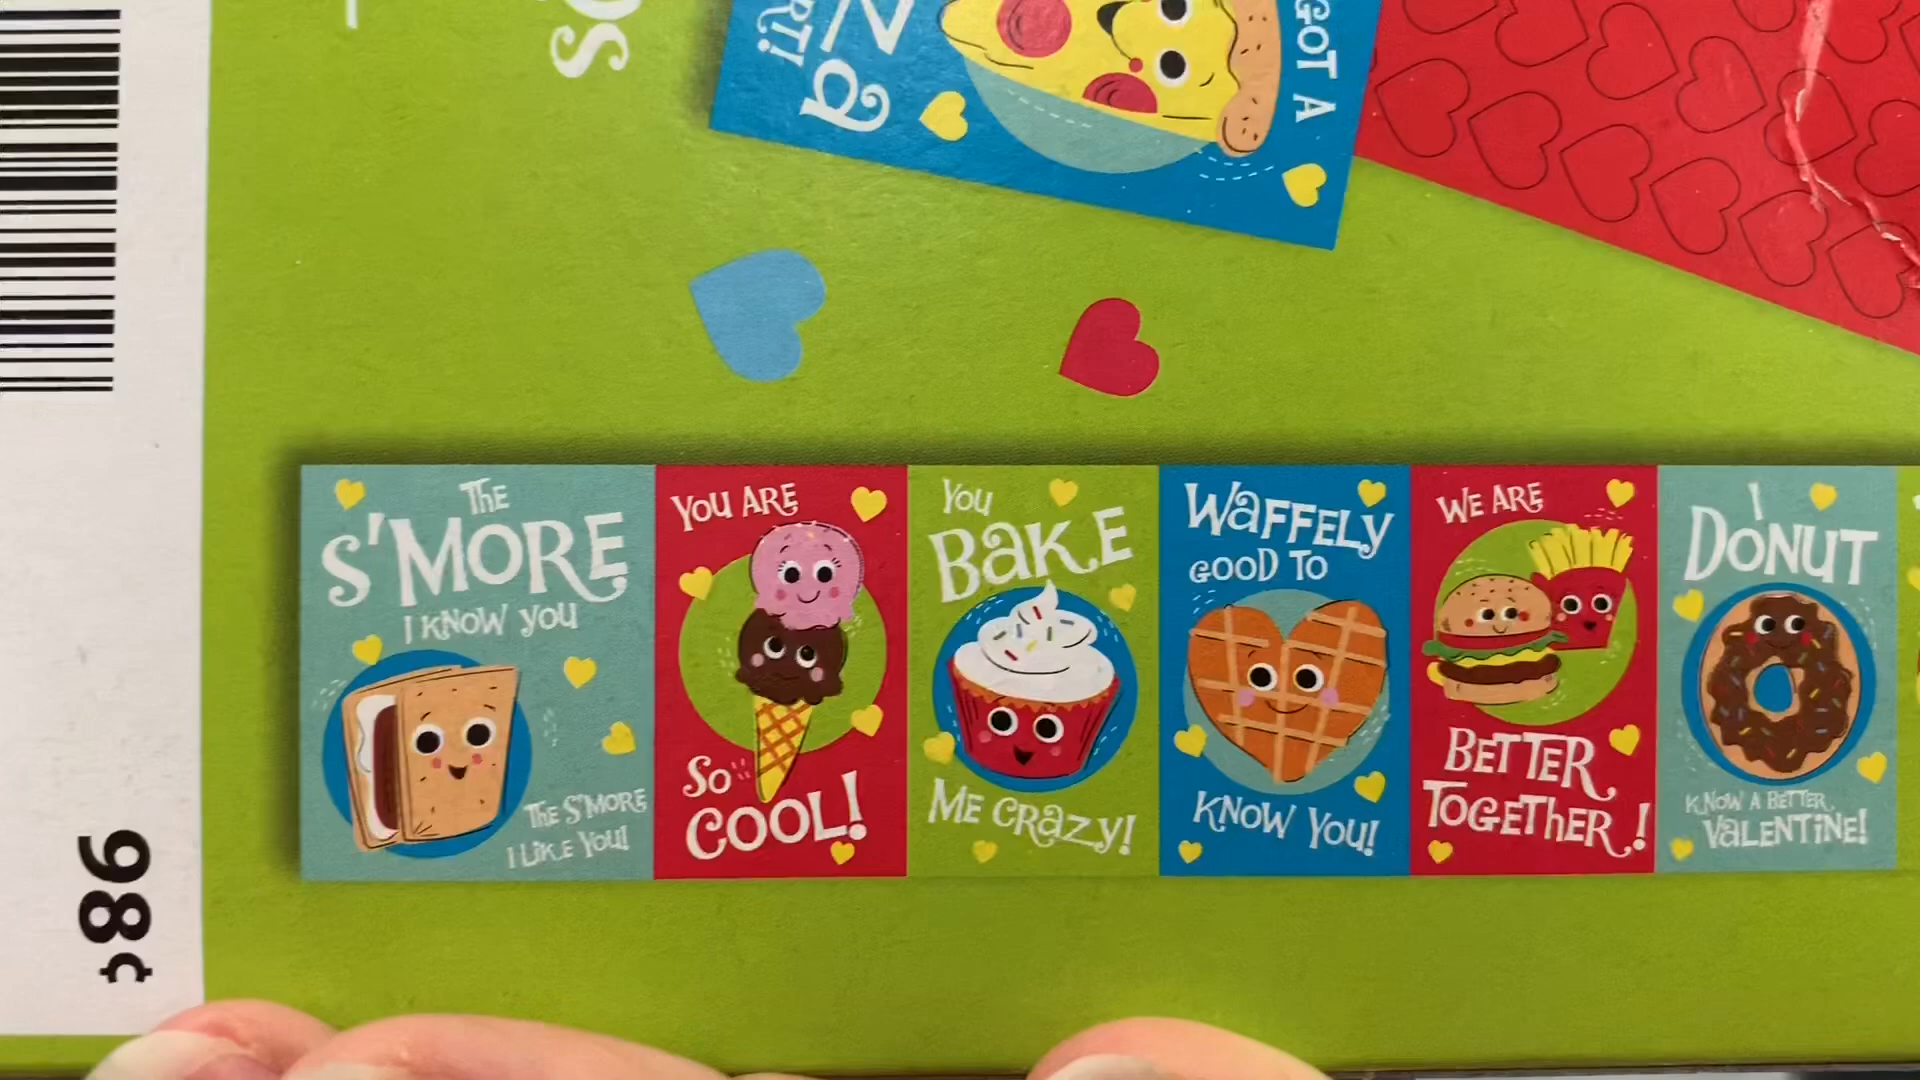 GOT A
THE
S'MORE
I KNOW YOU
THE S'MORE
I LIKE YOU!
YOU ARE
SO
COOL!
YOU
BAKE
ME CRAZY!
WAFFELY
GOOD TO
KNOW YOU!
WE ARE
BETTER
TOGETHER!
I
DONUT
KNOW A BETTER
VALENTINE!
98¢